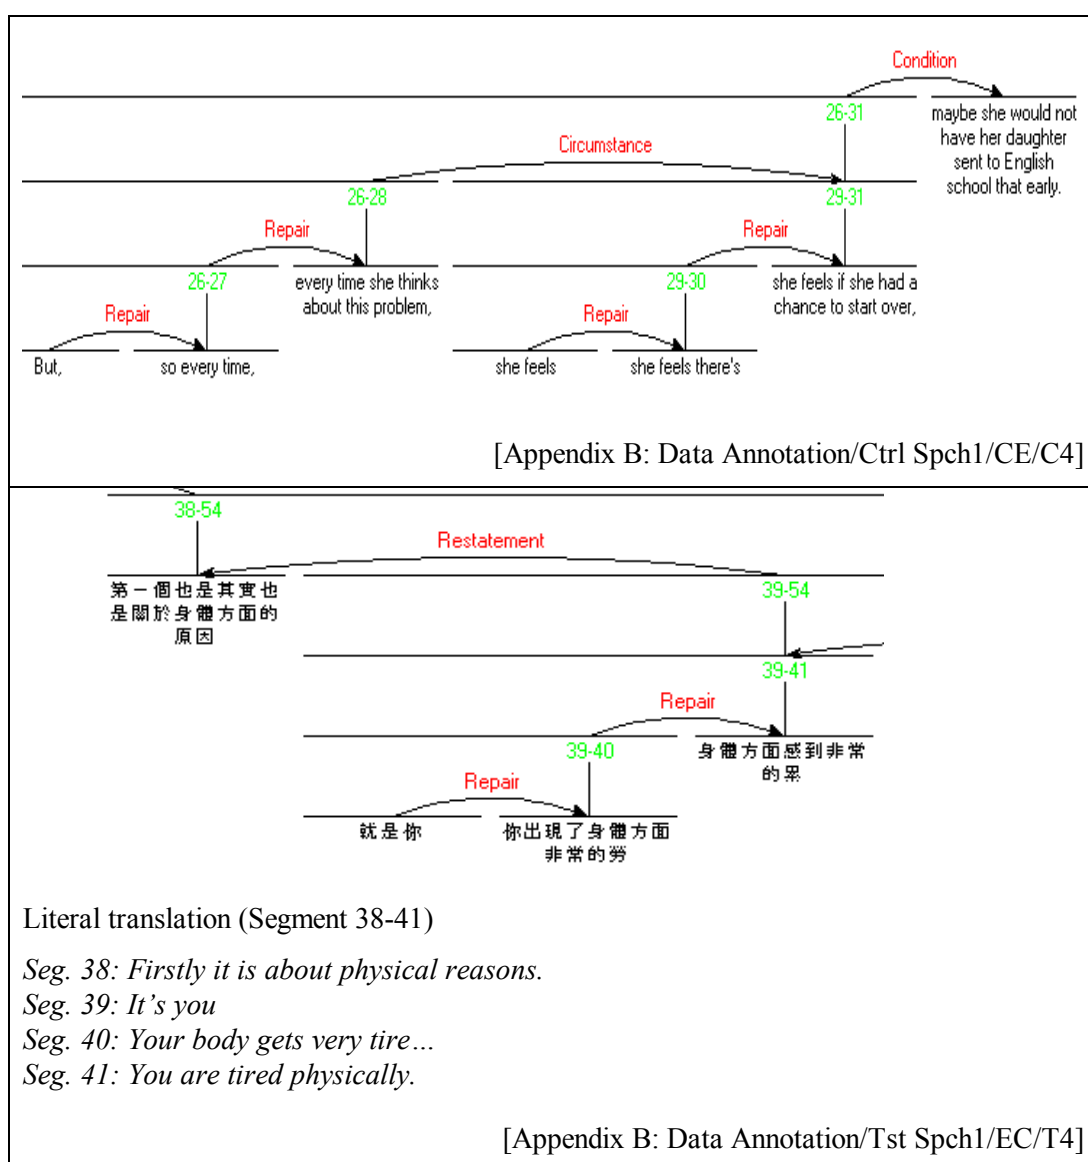 Condition
26-31
maybe she would not
have her daughter
sent to English
school that early.
Circumstance
26-28
29-31
Repair
Repair
26-27
every time she thinks
about this problem,
29-30
she feels if she had a
chance to start over,
Repair
Repair
But,
so every time,
she feels
she feels there's
[Appendix B: Data Annotation/Ctrl Spch1/CE/C4]
38-54
Restatement
第一個也是其實也
是關於身體方面的
原因
39-54
39-41
Repair
39-40
身體方面感到非常
的累
Repair
就是你
你出現了身體方面
非常的勞
Literal translation (Segment 38-41)
Seg. 38: Firstly it is about physical reasons.
Seg. 39: It’s you
Seg. 40: Your body gets very tire…
Seg. 41: You are tired physically.
[Appendix B: Data Annotation/Tst Spch1/EC/T4]